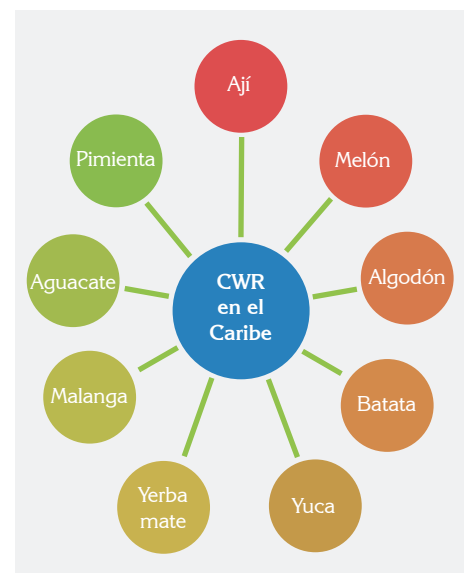 Ají
Melón
Algodón
Batata
Yuca
Yerba
mate
Malanga
Aguacate
Pimienta
CWR
en el
Caribe